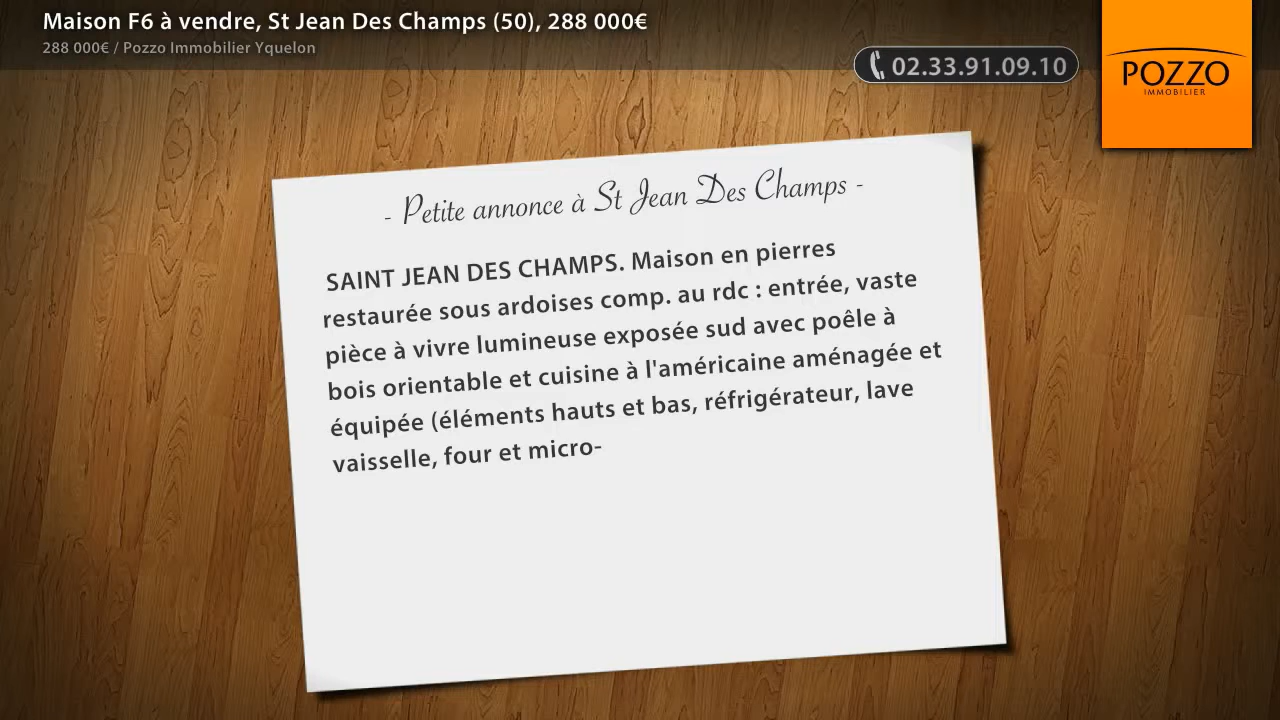 Maison F6 à vendre, St Jean Des Champs (50), 288 000€
288 000€ / Pozzo Immobilier Yquelon
02.33.91.09.10
POZZO
IMMOBILIER
- Petite annonce à St Jean Des Champs -
SAINT JEAN DES CHAMPS. Maison en pierres
restaurée sous ardoises comp. au rdc : entrée, vaste
pièce à vivre lumineuse exposée sud avec poêle à
bois orientable et cuisine à l'américaine aménagée et
équipée (éléments hauts et bas, réfrigérateur, lave
vaisselle, four et micro-